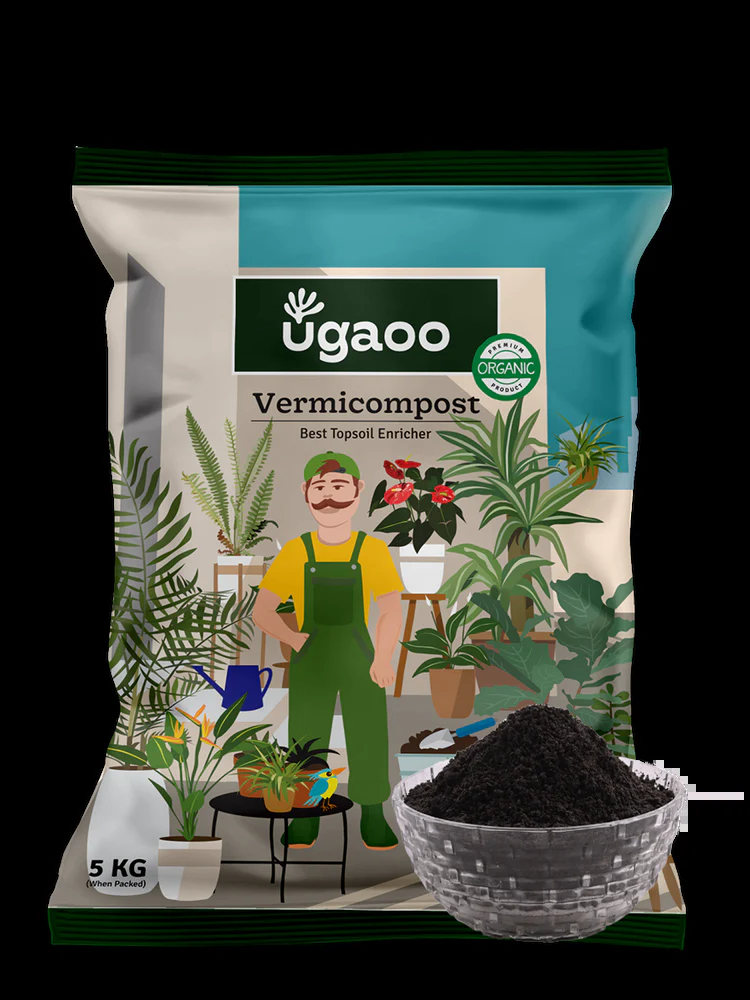 ugaoo
PREMIUM
ORGANIC
PRODUCT
Vermicompost
Best Topsoil Enricher
5 KG
(When Packed)